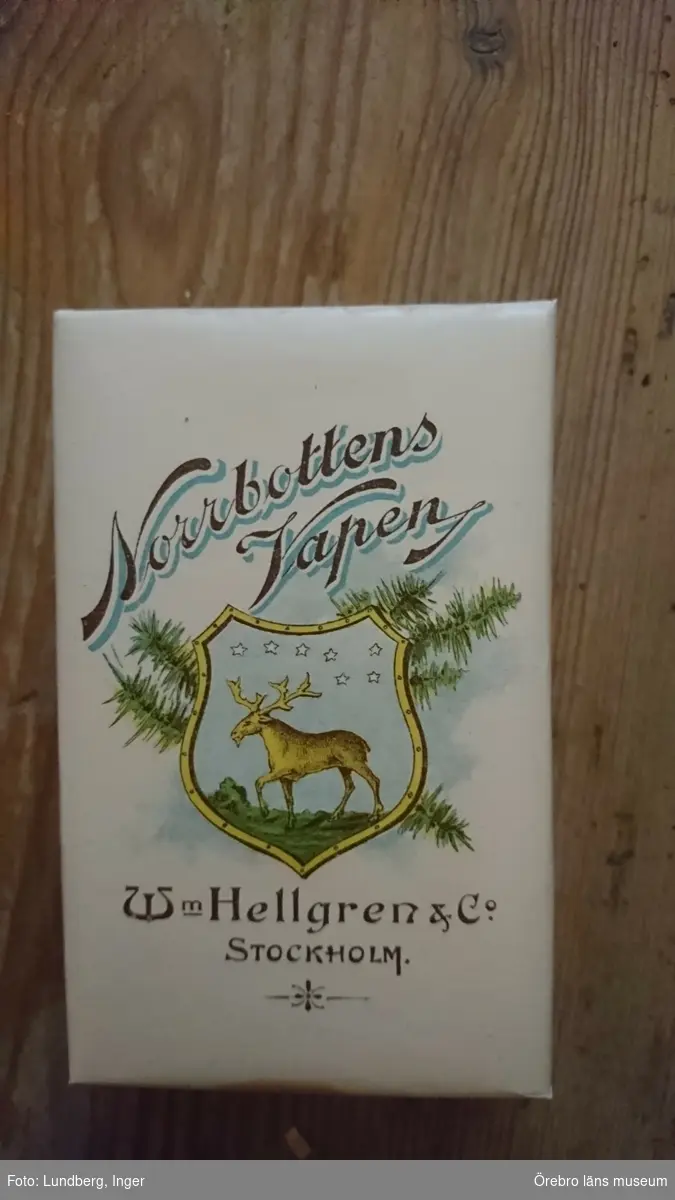 Norrbottens
Vapen
Wm Hellgren & Co
STOCKHOLM.
Foto: Lundberg, Inger
Örebro läns museum